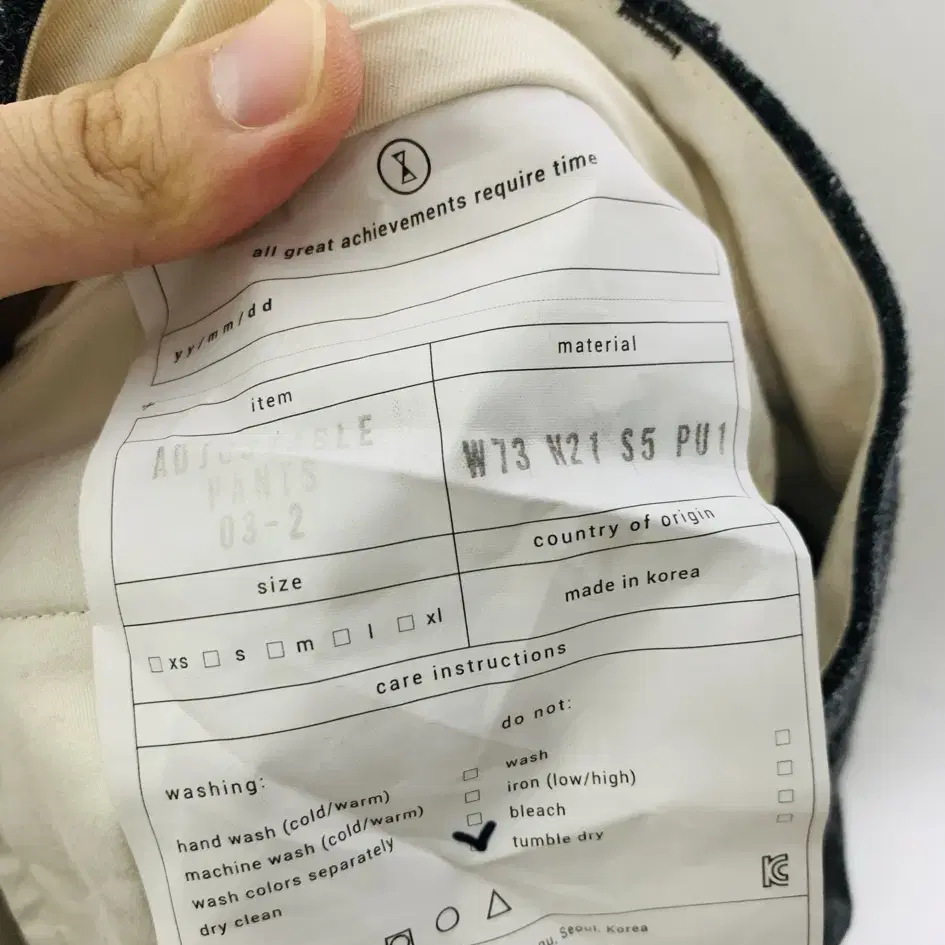 all great achievements require time
yy/mm/dd
item
material
ADJUSTABLE
PANTS
03-2
W73 N21 S5 PU1
size
country of origin
xs s m l xl
made in korea
care instructions
washing:
do not:
hand wash (cold/warm)
machine wash (cold/warm)
wash colors separately
dry clean
wash
iron (low/high)
bleach
tumble dry
Seoul, Korea